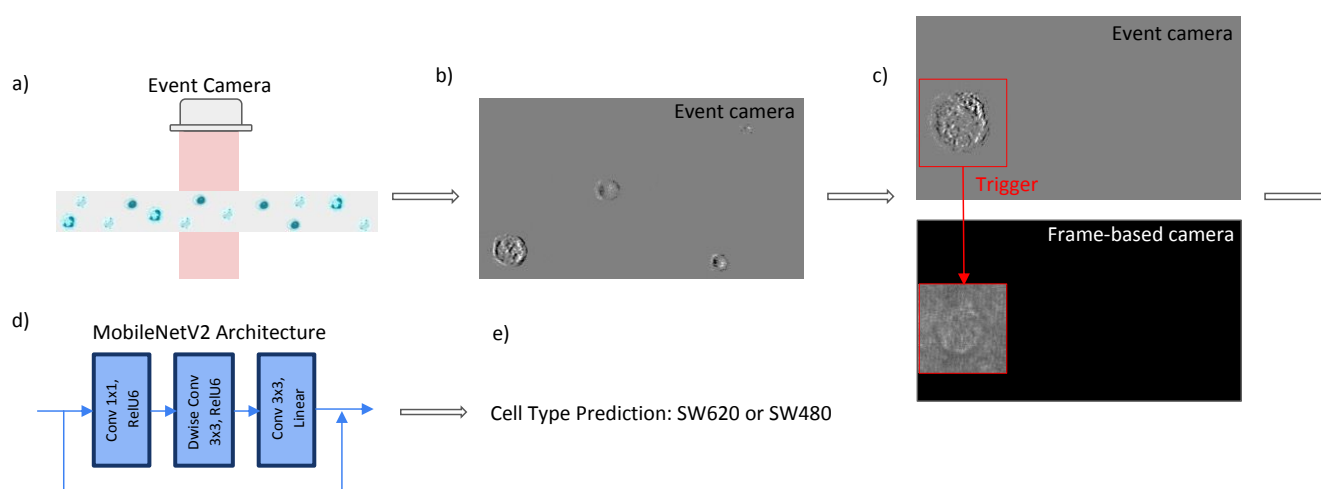 a)
Event Camera
b)
Event camera
c)
Event camera
Trigger
Frame-based camera
d)
MobileNetV2 Architecture
Conv 1x1,
RelU6
Dwise Conv
3x3, RelU6
Conv 3x3,
Linear
e)
Cell Type Prediction: SW620 or SW480